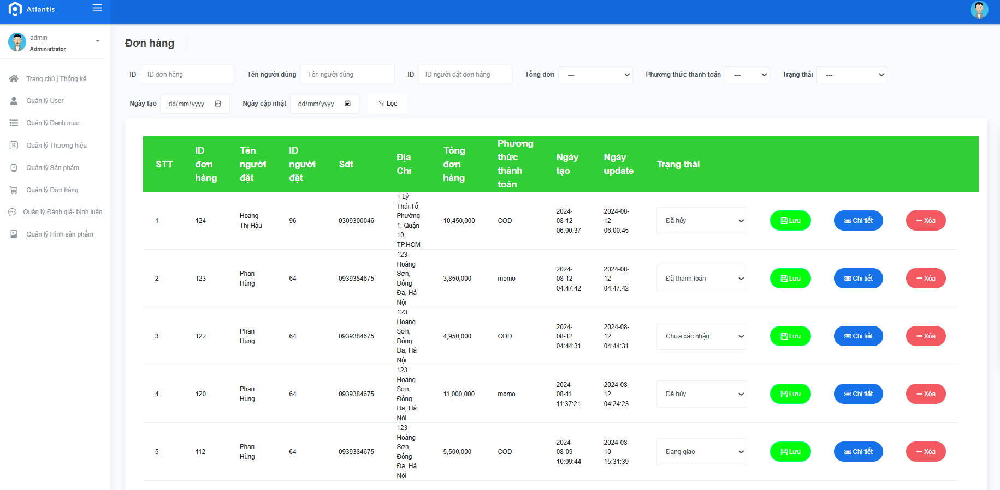 Atlantis
admin
Administrator
Trang chủ | Thống kê
Quản lý User
Quản lý Danh mục
Quản lý Thương hiệu
Quản lý Sản phẩm
Quản lý Đơn hàng
Quản lý Đánh giá- bình luận
Quản lý Hình sản phẩm
Đơn hàng
ID ID đơn hàng Tên người dùng Tên người dùng ID ID người đặt đơn hàng Tổng đơn --- Phương thức thanh toán --- Trạng thái ---
Ngày tạo dd/mm/yyyy Ngày cập nhật dd/mm/yyyy Lọc
STT
ID
đơn
hàng
Tên
người
đặt
ID
người
đặt
Sdt
Địa
Chỉ
Tổng
đơn
hàng
Phương
thức
thành
toán
Ngày
tạo
Ngày
update
Trạng thái
1
124
Hoàng
Thị Hậu
96
0309300046
1 Lý
Thái Tổ,
Phường
1, Quận
10,
TP.HCM
10,450,000
COD
2024-
08-12
06:00:37
2024-08-
12
06:00:45
Đã hủy
Lưu
Chi tiết
Xóa
2
123
Phan
Hùng
64
0939384675
123
Hoàng
Sơn,
Đống
Đa, Hà
Nội
3,850,000
momo
2024-
08-12
04:47:42
2024-08-
12
04:47:42
Đã thanh toán
Lưu
Chi tiết
Xóa
3
122
Phan
Hùng
64
0939384675
123
Hoàng
Sơn,
Đống
Đa, Hà
Nội
4,950,000
COD
2024-
08-12
04:44:31
2024-08-
12
04:44:31
Chưa xác nhận
Lưu
Chi tiết
Xóa
4
120
Phan
Hùng
64
0939384675
123
Hoàng
Sơn,
Đống
Đa, Hà
Nội
11,000,000
momo
2024-
08-11
11:37:21
2024-08-
12
04:24:23
Đã hủy
Lưu
Chi tiết
Xóa
5
112
Phan
Hùng
64
0939384675
123
Hoàng
Sơn,
Đống
Đa, Hà
Nội
5,500,000
COD
2024-
08-09
10:09:44
2024-08-
10
15:31:39
Đang giao
Lưu
Chi tiết
Xóa